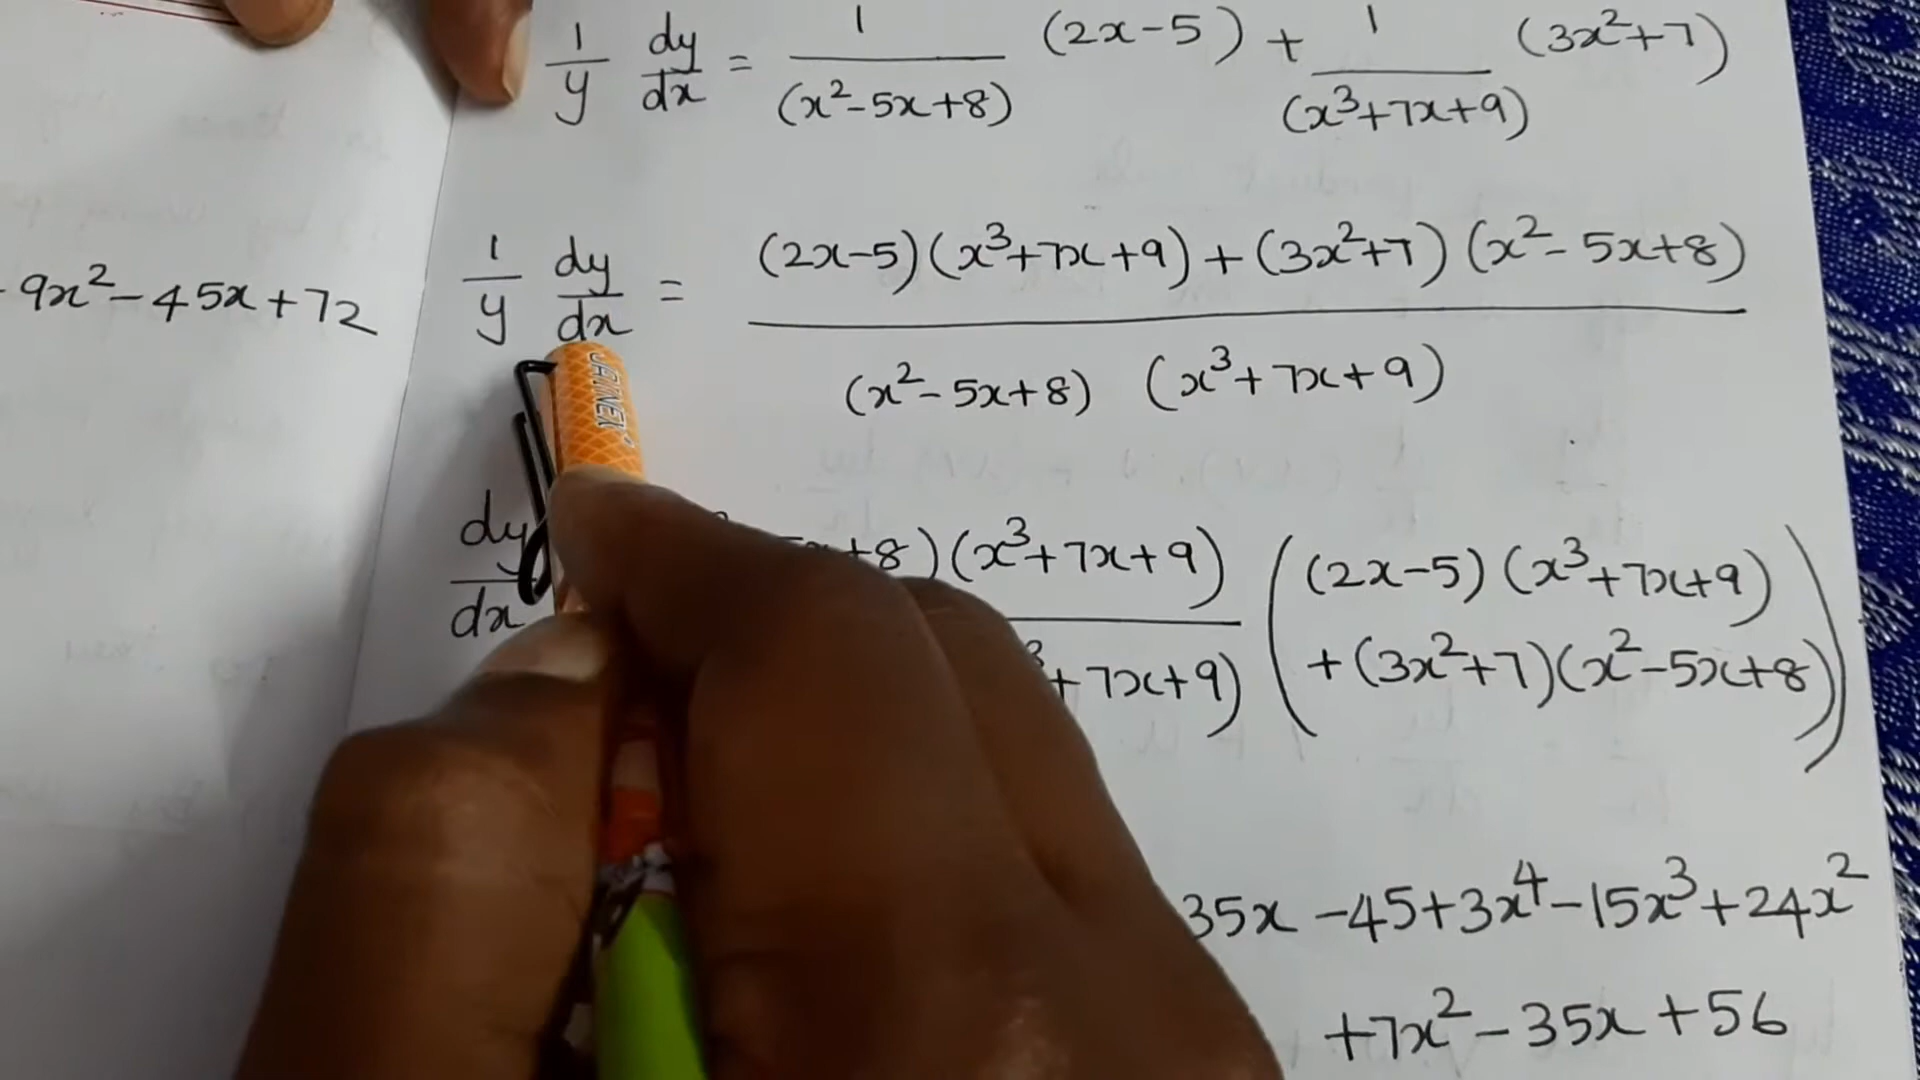 1/y dy/dx = 1/(x²-5x+8) (2x-5) + 1/(x³+7x+9) (3x²+7)
9x²-45x+72
1/y dy/dx = (2x-5)(x³+7x+9)+(3x²+7)(x²-5x+8) / (x²-5x+8) (x³+7x+9)
JAYNEX
dy/dx +8)(x³+7x+9) / +7x+9) ((2x-5)(x³+7x+9)
+(3x²+7)(x²-5x+8))
35x -45+3x⁴-15x³+24x²
+7x²-35x+56